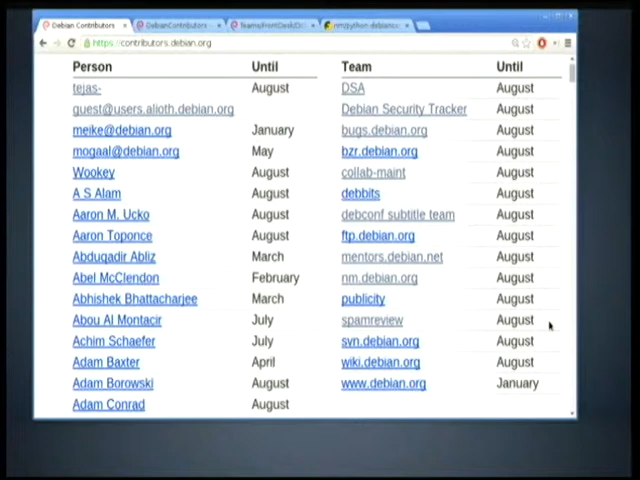 Debian Contributors
DebianContributors
Teams/FrontDesk/
https://contributors.debian.org
Person Until Team Until
tejas- August DSA August
guest@users.alioth.debian.org Debian Security Tracker August
meike@debian.org January bugs.debian.org August
mogaal@debian.org May bzr.debian.org August
Wookey August collab-maint August
A S Alam August debbits August
Aaron M. Ucko August debconf subtitle team August
Aaron Toponce August ftp.debian.org August
Abduqadir Abliz March mentors.debian.net August
Abel McClendon February nm.debian.org August
Abhishek Bhattacharjee March publicity August
Abou Al Montacir July spamreview August
Achim Schaefer July svn.debian.org August
Adam Baxter April wiki.debian.org August
Adam Borowski August www.debian.org January
Adam Conrad August